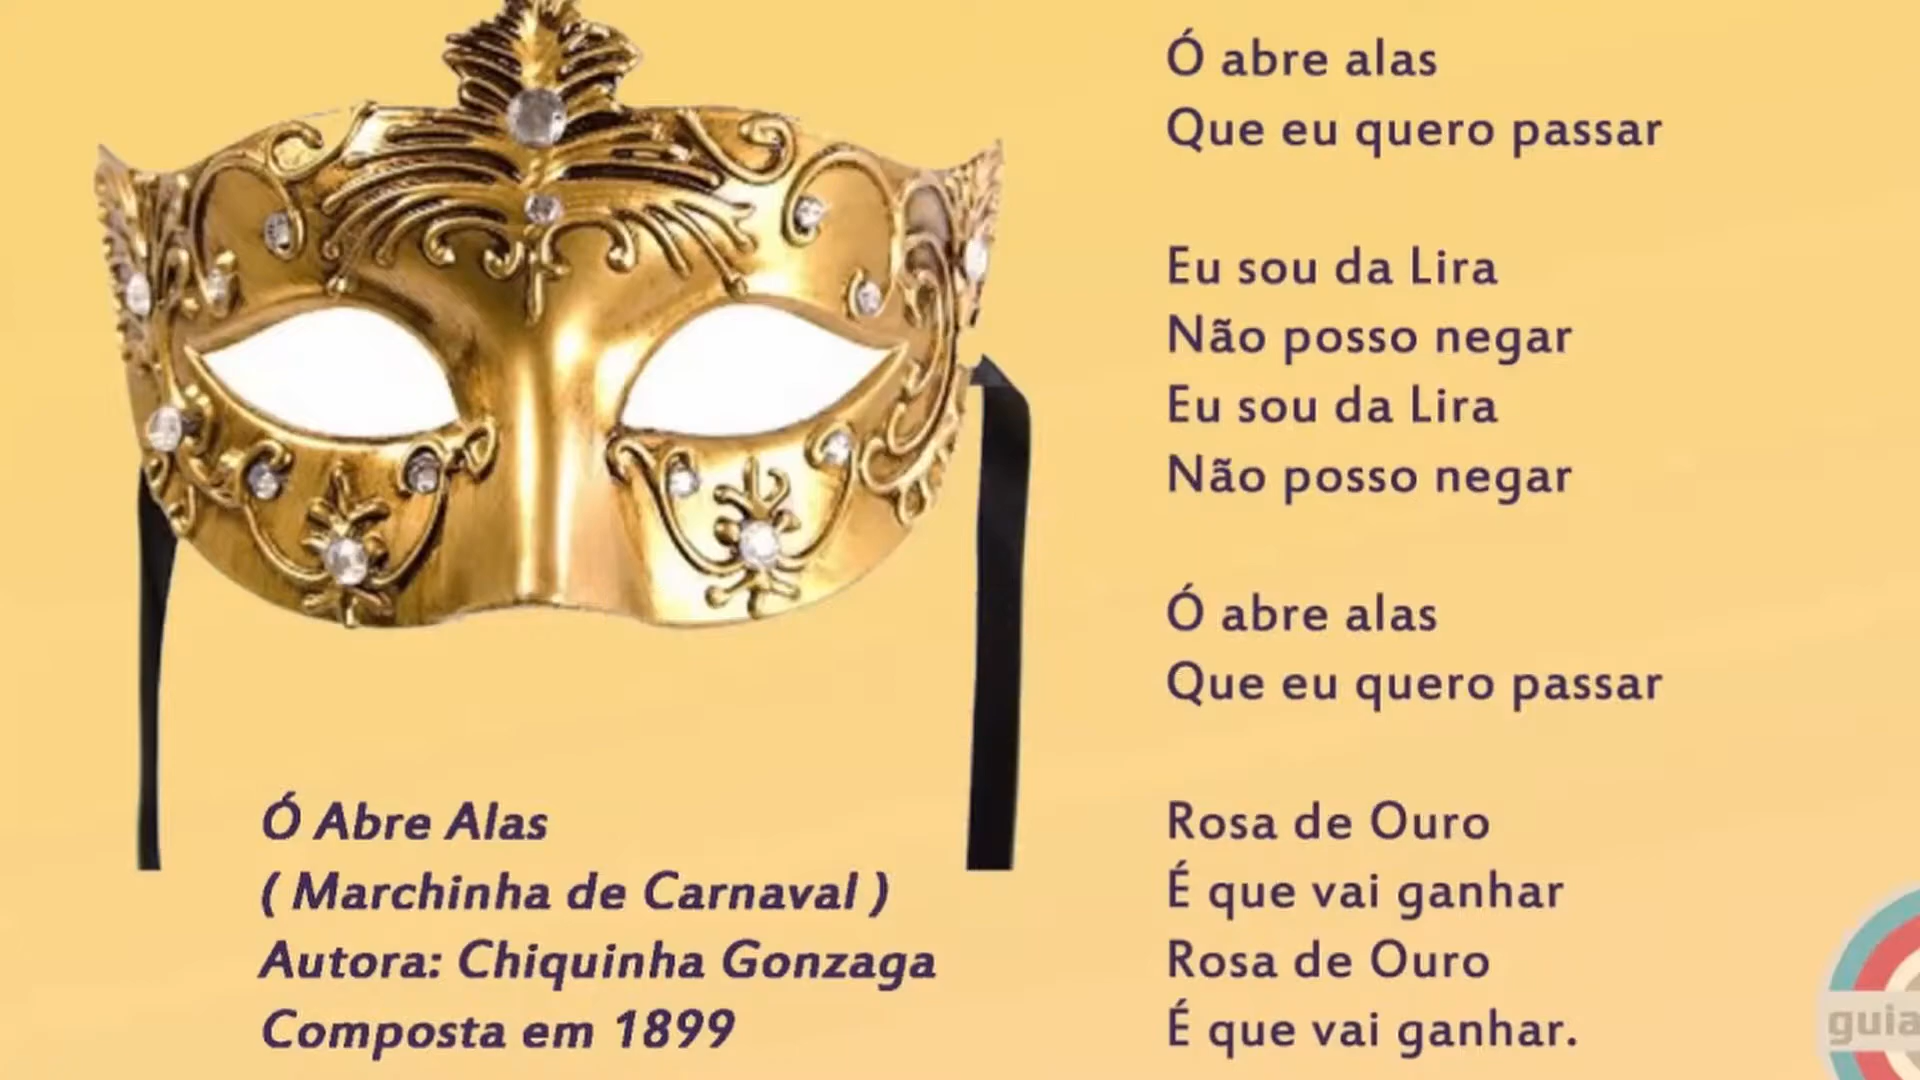 Ó abre alas
Que eu quero passar
Eu sou da Lira
Não posso negar
Eu sou da Lira
Não posso negar
Ó abre alas
Que eu quero passar
Rosa de Ouro
É que vai ganhar
Rosa de Ouro
É que vai ganhar.
Ó Abre Alas
( Marchinha de Carnaval )
Autora: Chiquinha Gonzaga
Composta em 1899
guia